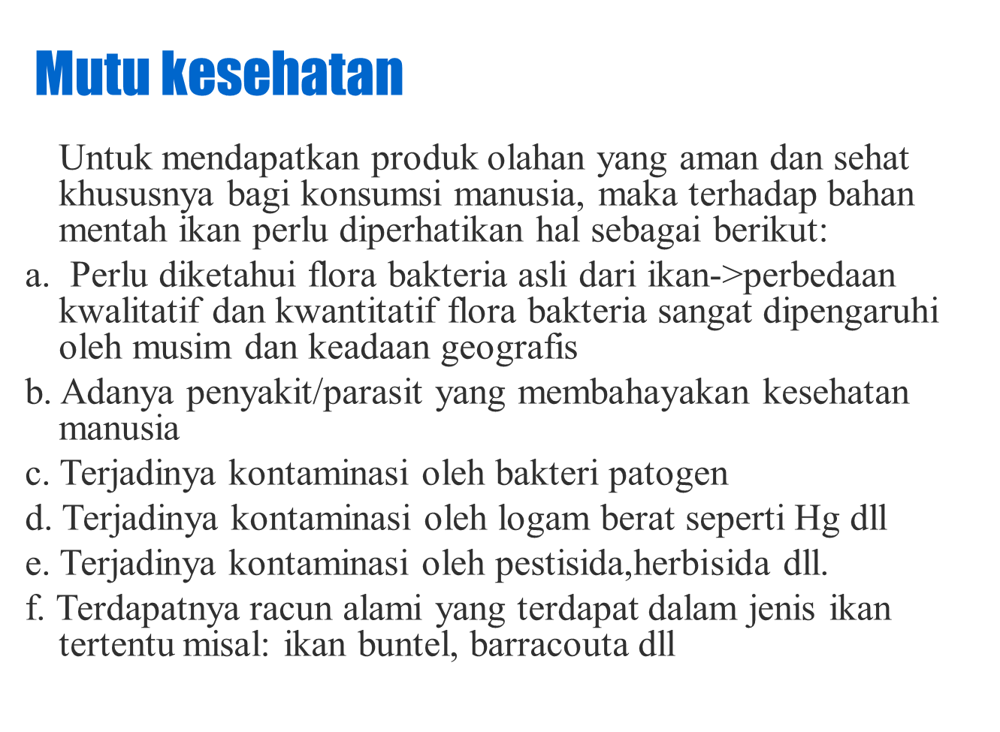 Mutu kesehatan
Untuk mendapatkan produk olahan yang aman dan sehat
khususnya bagi konsumsi manusia, maka terhadap bahan
mentah ikan perlu diperhatikan hal sebagai berikut:
a. Perlu diketahui flora bakteria asli dari ikan->perbedaan
kwalitatif dan kwantitatif flora bakteria sangat dipengaruhi
oleh musim dan keadaan geografis
b. Adanya penyakit/parasit yang membahayakan kesehatan
manusia
c. Terjadinya kontaminasi oleh bakteri patogen
d. Terjadinya kontaminasi oleh logam berat seperti Hg dll
e. Terjadinya kontaminasi oleh pestisida,herbisida dll.
f. Terdapatnya racun alami yang terdapat dalam jenis ikan
tertentu misal: ikan buntel, barracouta dll